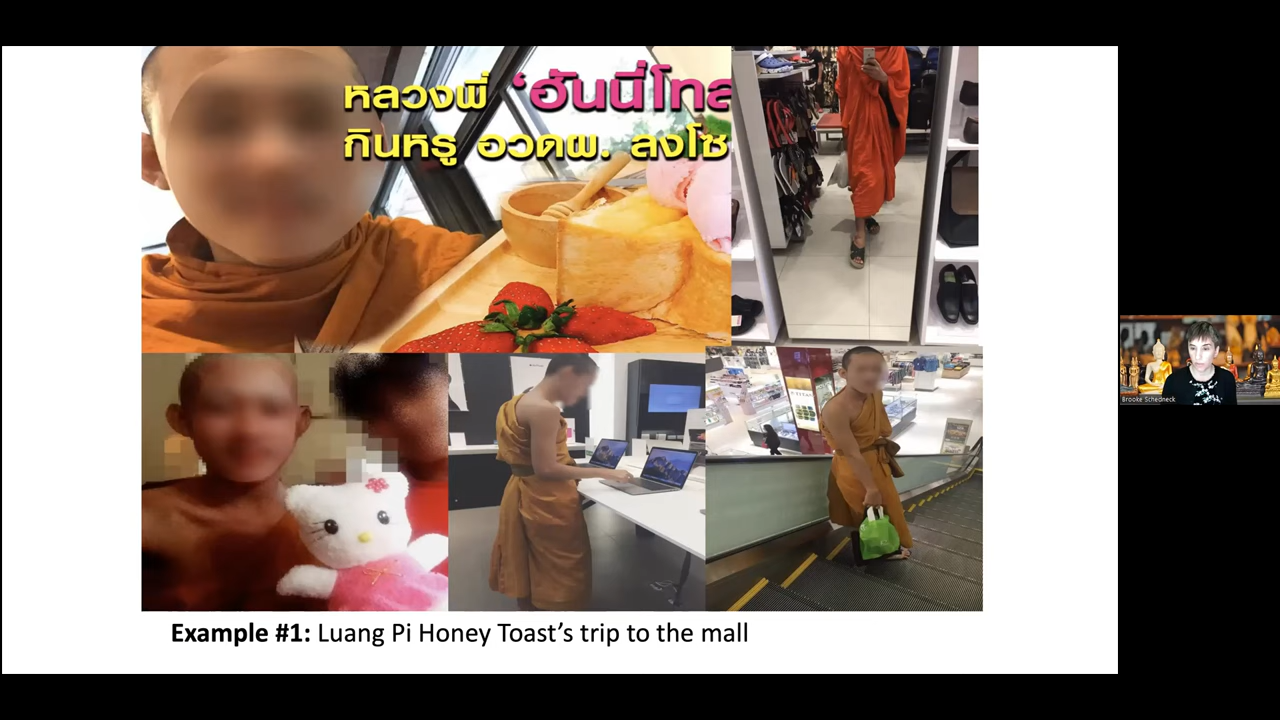 หลวงพี่ 'ฮันนี่โทส
กินหรู อวดผ. ลงโซ
Example #1: Luang Pi Honey Toast's trip to the mall
Brooke Schedneck